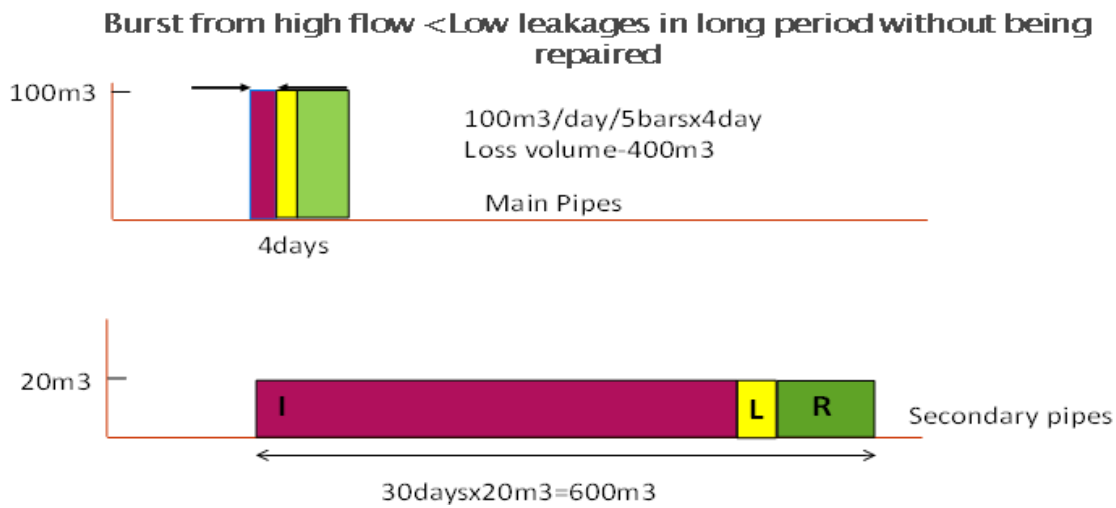 Burst from high flow <Low leakages in long period without being
repaired
100m3
100m3/day/5barsx4day
Loss volume-400m3
Main Pipes
4days
20m3
I
L
R
Secondary pipes
30daysx20m3=600m3